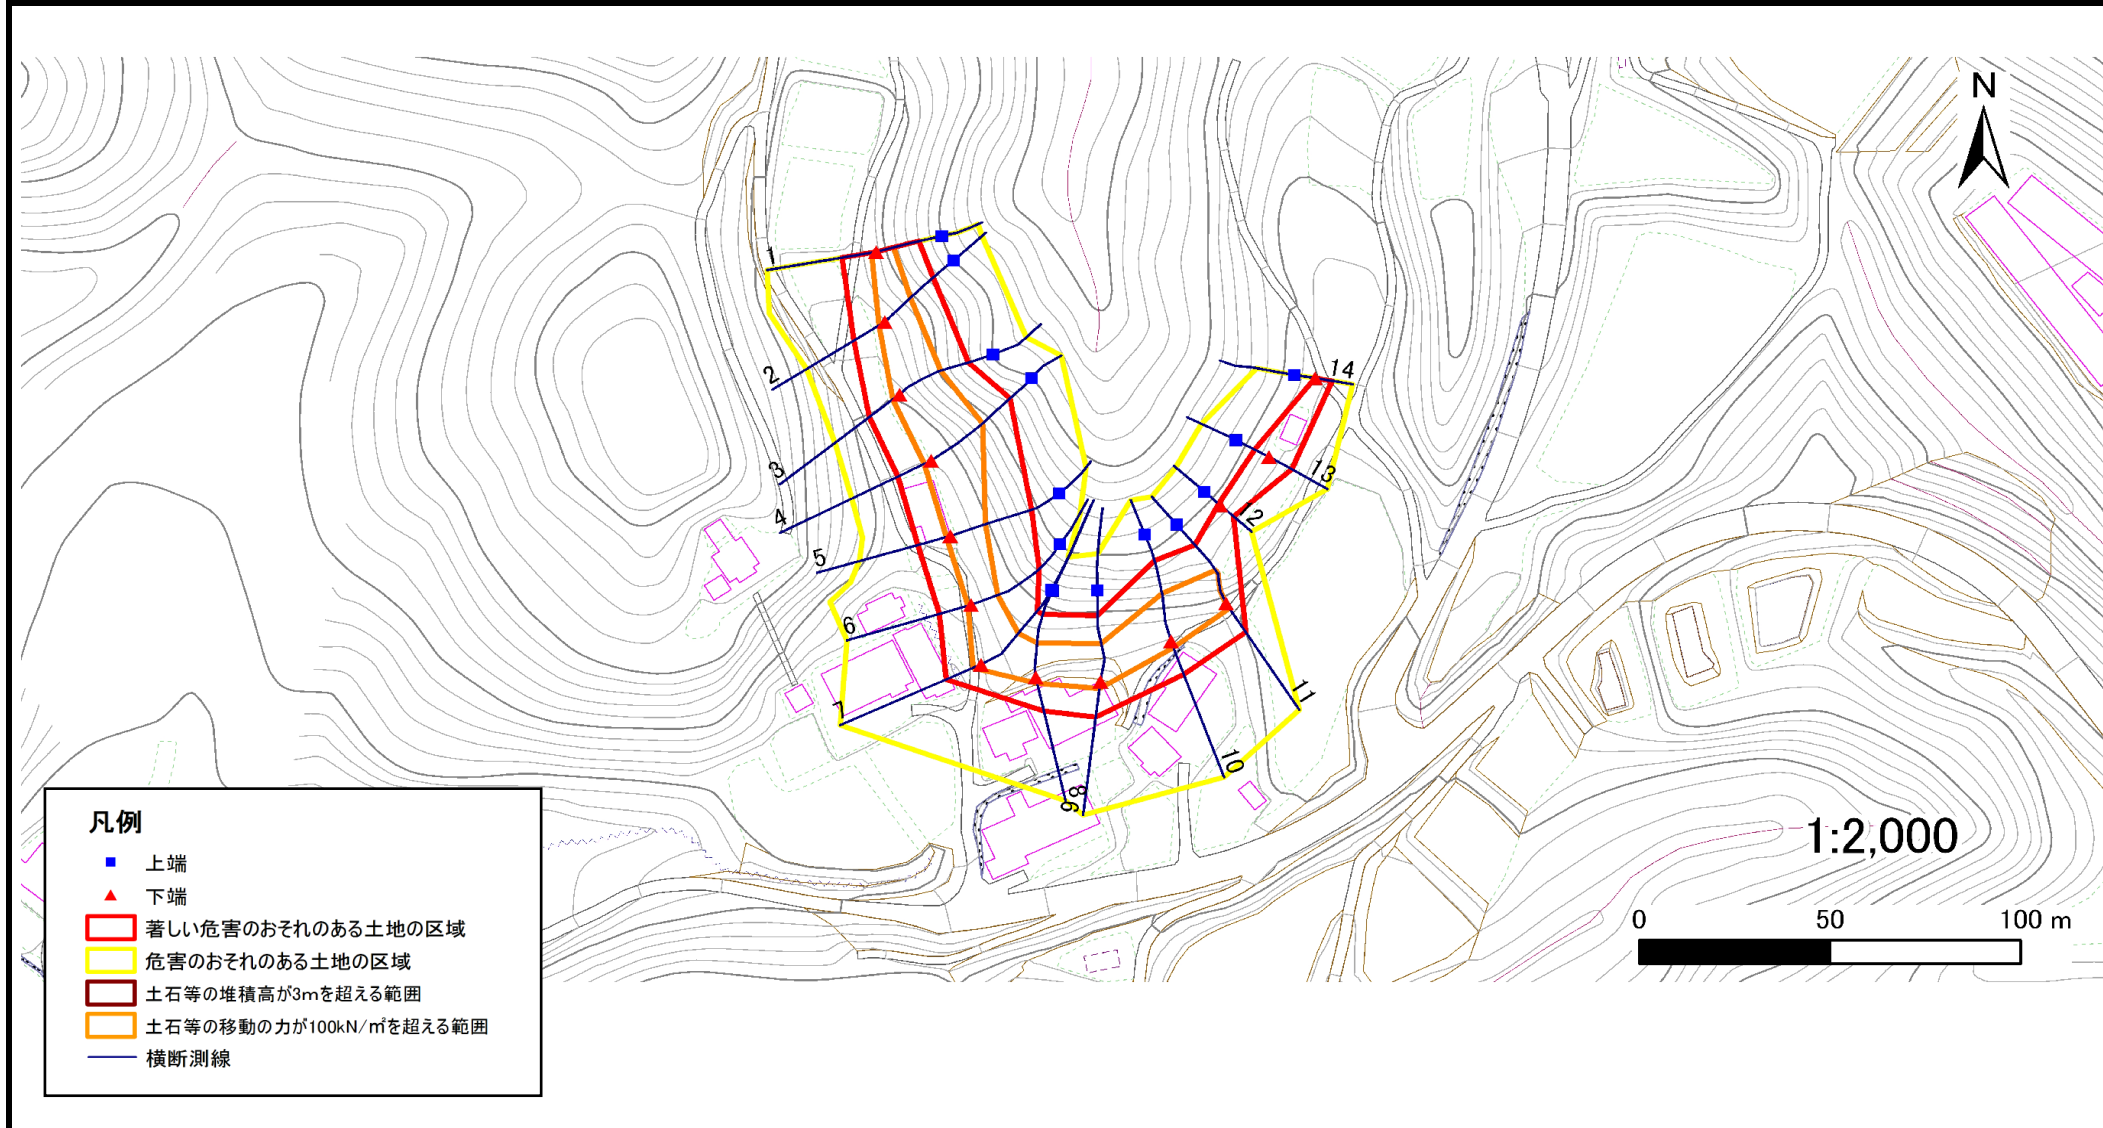 N
1
2
3
4
5
6
7
8
9
10
11
12
13
14
1:2,000
0 50 100 m
凡例
上端
下端
著しい危害のおそれのある土地の区域
危害のおそれのある土地の区域
土石等の堆積高が3mを超える範囲
土石等の移動の力が100kN/㎡を超える範囲
横断測線